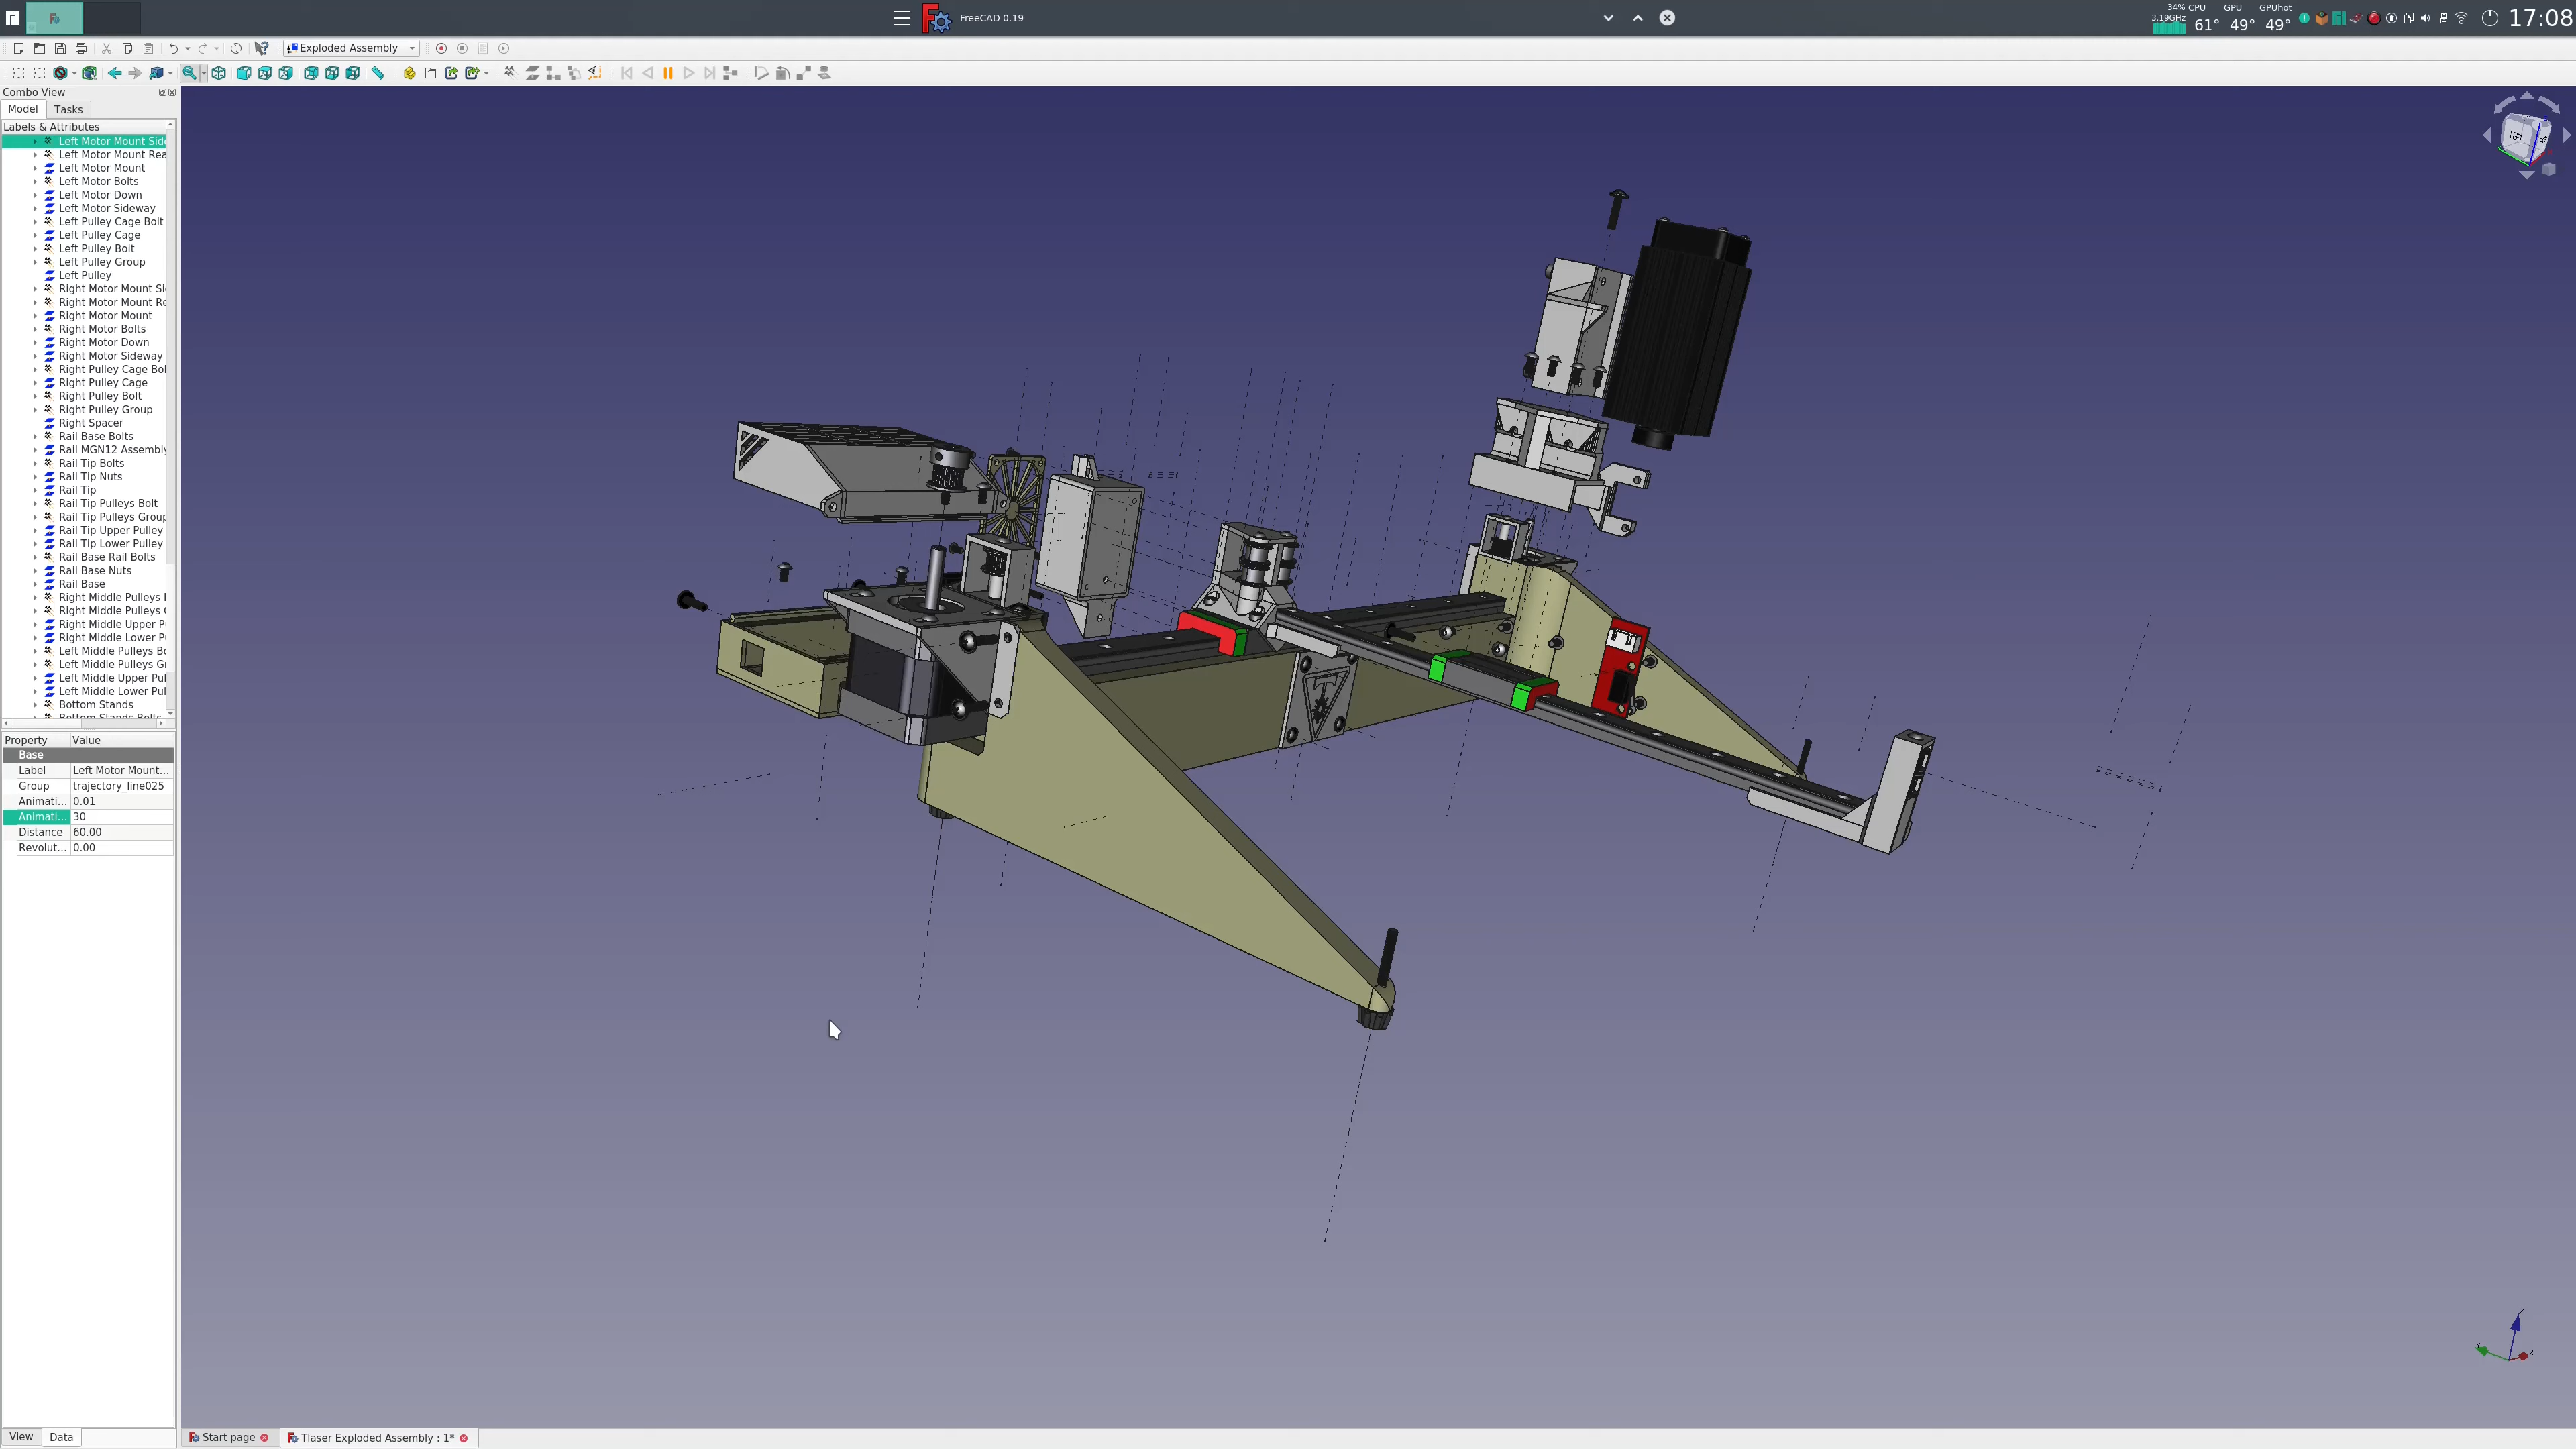 FreeCAD 0.19
34% CPU GPU GPUhot
3.19GHz 61° 49° 49°
17:08
Exploded Assembly
Combo View
Model Tasks
Labels & Attributes
Left Motor Mount Side
Left Motor Mount Rea
Left Motor Mount
Left Motor Bolts
Left Motor Down
Left Motor Sideway
Left Pulley Cage Bolt
Left Pulley Cage
Left Pulley Bolt
Left Pulley Group
Left Pulley
Right Motor Mount Si
Right Motor Mount Re
Right Motor Mount
Right Motor Bolts
Right Motor Down
Right Motor Sideway
Right Pulley Cage Bol
Right Pulley Cage
Right Pulley Bolt
Right Pulley Group
Right Spacer
Rail Base Bolts
Rail MGN12 Assembly
Rail Tip Bolts
Rail Tip Nuts
Rail Tip
Rail Tip Pulleys Bolt
Rail Tip Pulleys Group
Rail Tip Upper Pulley
Rail Tip Lower Pulley
Rail Base Rail Bolts
Rail Base Nuts
Rail Base
Right Middle Pulleys
Right Middle Pulleys
Right Middle Upper P
Right Middle Lower P
Left Middle Pulleys Bo
Left Middle Pulleys Gr
Left Middle Upper Pul
Left Middle Lower Pul
Bottom Stands
Bottom Stands Bolts
Property Value
Base
Label Left Motor Mount...
Group trajectory_line025
Animati... 0.01
Animati... 30
Distance 60.00
Revolut... 0.00
View Data
Start page
Tlaser Exploded Assembly : 1*
LEFT
Z
Y
X